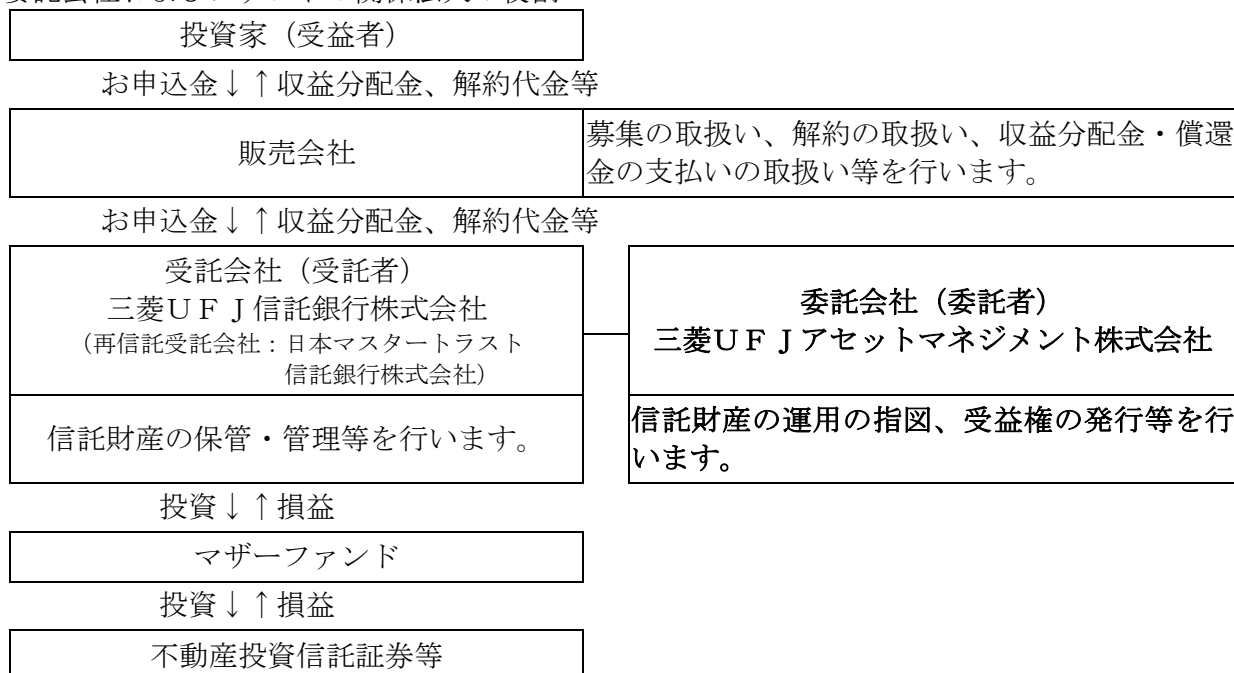 投資家（受益者）
お申込金↓↑収益分配金、解約代金等
販売会社
募集の取扱い、解約の取扱い、収益分配金・償還
金の支払いの取扱い等を行います。
お申込金↓↑収益分配金、解約代金等
受託会社（受託者）
三菱ＵＦＪ信託銀行株式会社
（再信託受託会社：日本マスタートラスト
信託銀行株式会社）
信託財産の保管・管理等を行います。
委託会社（委託者）
三菱ＵＦＪアセットマネジメント株式会社
信託財産の運用の指図、受益権の発行等を行
います。
投資↓↑損益
マザーファンド
投資↓↑損益
不動産投資信託証券等